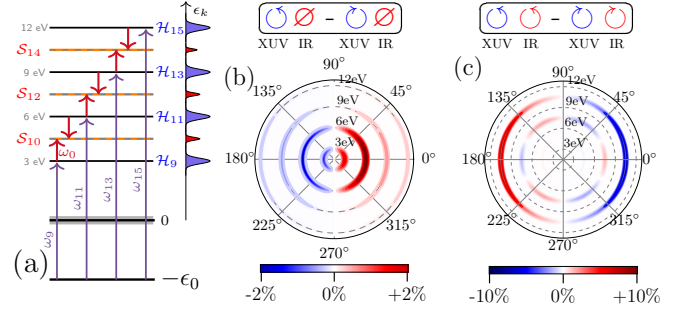 XUV IR − XUV IR
XUV IR − XUV IR
12 eV
9 eV
6 eV
3 eV
0
−ϵ₀
S₁₄
S₁₂
S₁₀
H₁₅
H₁₃
H₁₁
H₉
ϵₖ
ω₀
ω₉
ω₁₁
ω₁₃
ω₁₅
(a)
(b)
90°
135°
45°
180°
0°
225°
315°
270°
12eV
9eV
6eV
3eV
-2% 0% +2%
(c)
90°
135°
45°
180°
0°
225°
315°
270°
12eV
9eV
6eV
3eV
-10% 0% +10%